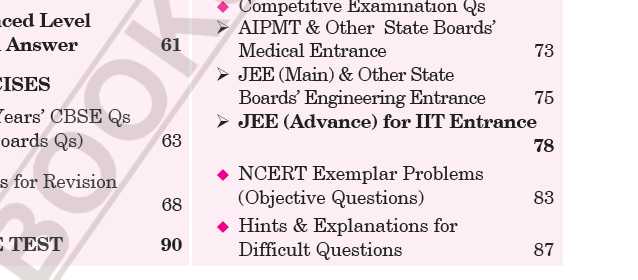 ced Level
Answer 61
CISES
Years' CBSE Qs
oards Qs) 63
s for Revision
68
E TEST 90
◆ Competitive Examination Qs
➢ AIPMT & Other State Boards'
Medical Entrance 73
➢ JEE (Main) & Other State
Boards' Engineering Entrance 75
➢ JEE (Advance) for IIT Entrance
78
◆ NCERT Exemplar Problems
(Objective Questions) 83
◆ Hints & Explanations for
Difficult Questions 87
BOOK